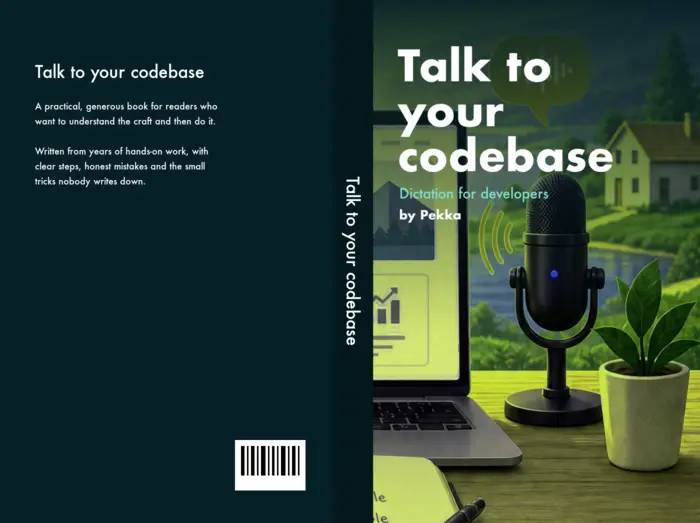 Talk to your codebase
A practical, generous book for readers who
want to understand the craft and then do it.
Written from years of hands-on work, with
clear steps, honest mistakes and the small
tricks nobody writes down.
Talk to your codebase
Talk to
your
codebase
Dictation for developers
by Pekka